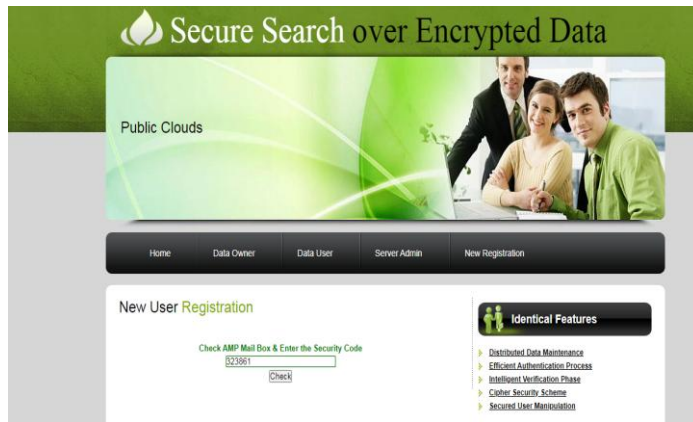 Secure Search over Encrypted Data
Public Clouds
Home Data Owner Data User Server Admin New Registration
New User Registration
Check AMP Mail Box & Enter the Security Code
323861
Check
Identical Features
Distributed Data Maintenance
Efficient Authentication Process
Intelligent Verification Phase
Cipher Security Scheme
Secured User Manipulation